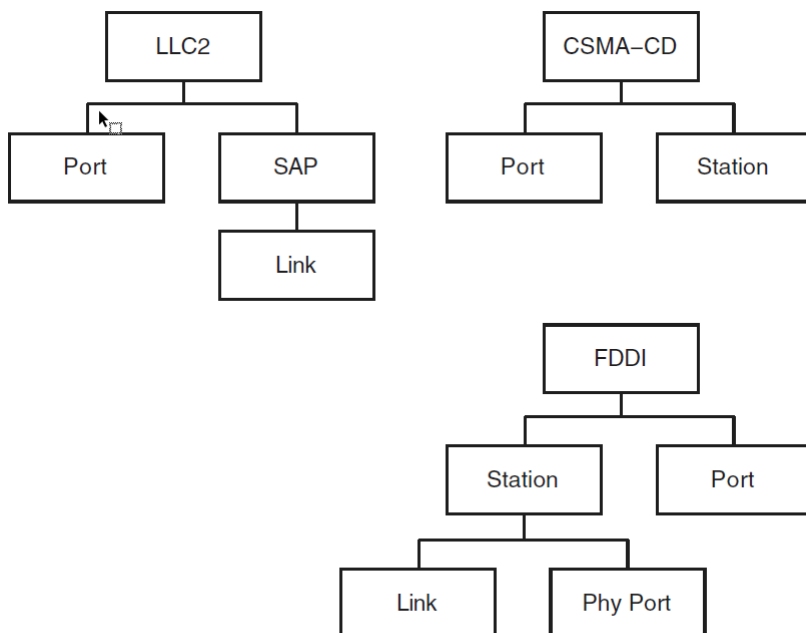 LLC2
CSMA–CD
Port
SAP
Port
Station
Link
FDDI
Station
Port
Link
Phy Port